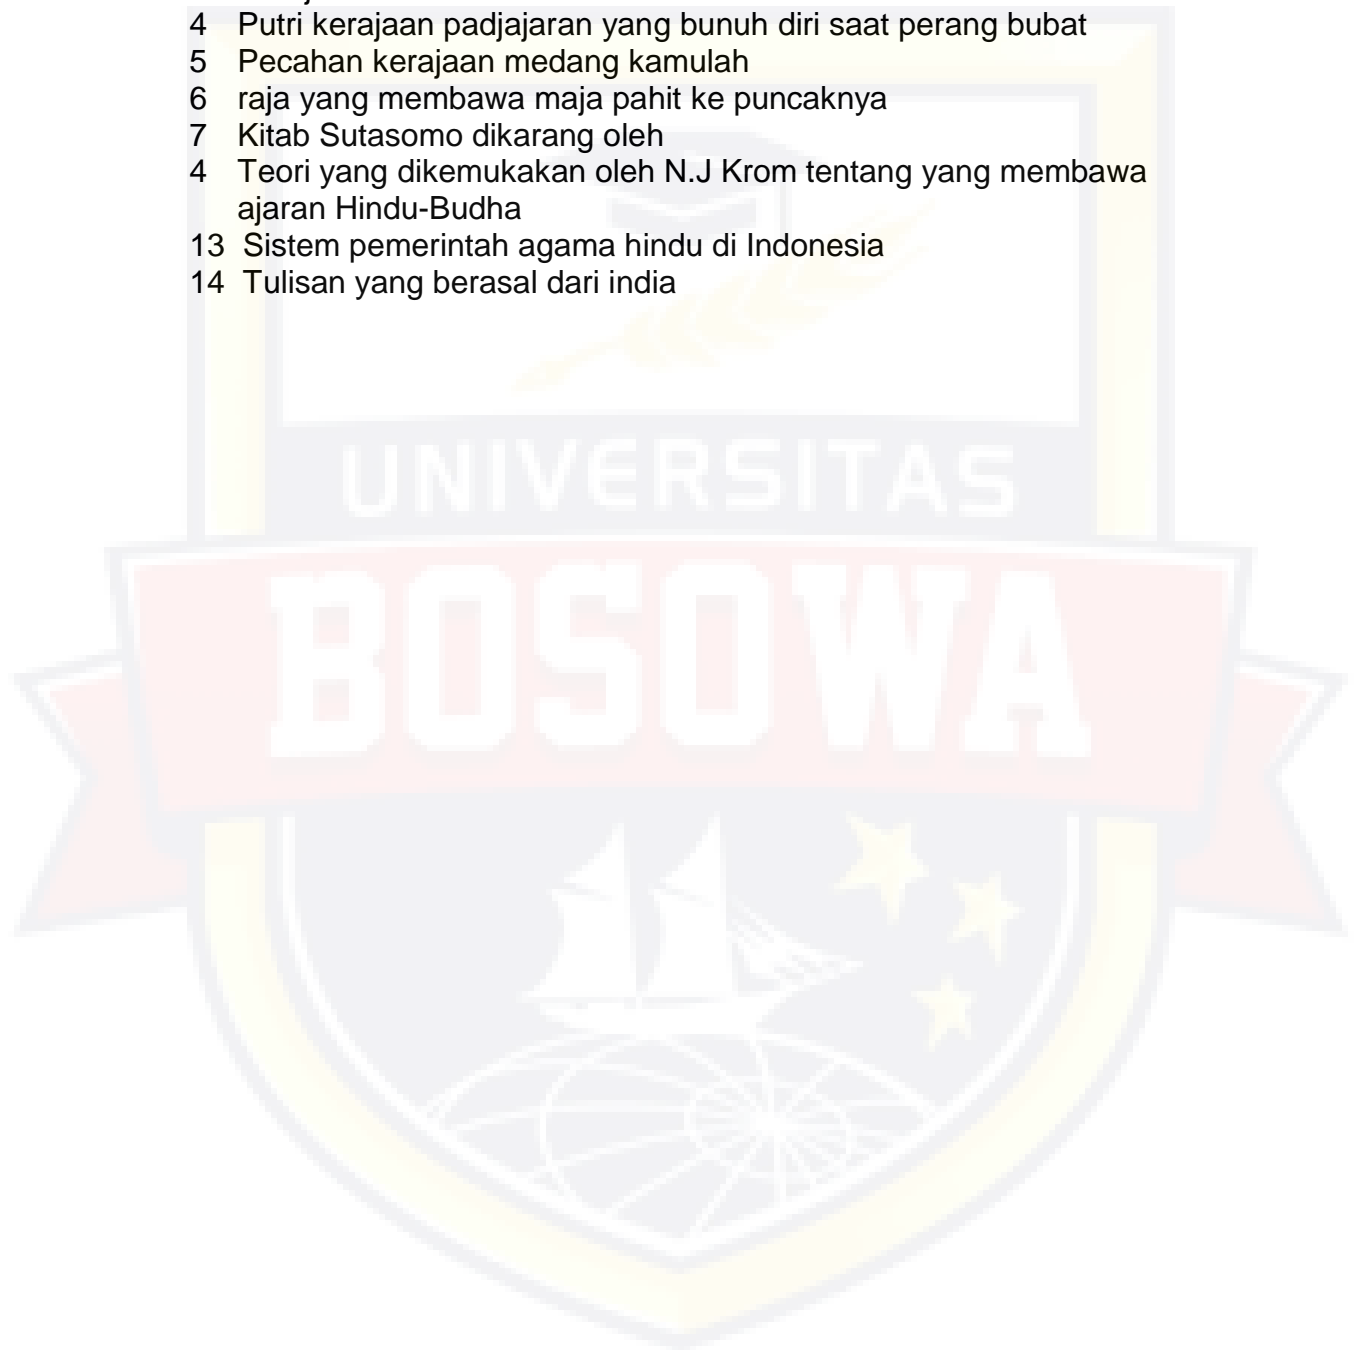 4 Putri kerajaan padjajaran yang bunuh diri saat perang bubat
5 Pecahan kerajaan medang kamulah
6 raja yang membawa maja pahit ke puncaknya
7 Kitab Sutasomo dikarang oleh
4 Teori yang dikemukakan oleh N.J Krom tentang yang membawa
ajaran Hindu-Budha
13 Sistem pemerintah agama hindu di Indonesia
14 Tulisan yang berasal dari india
UNIVERSITAS
BOSOWA